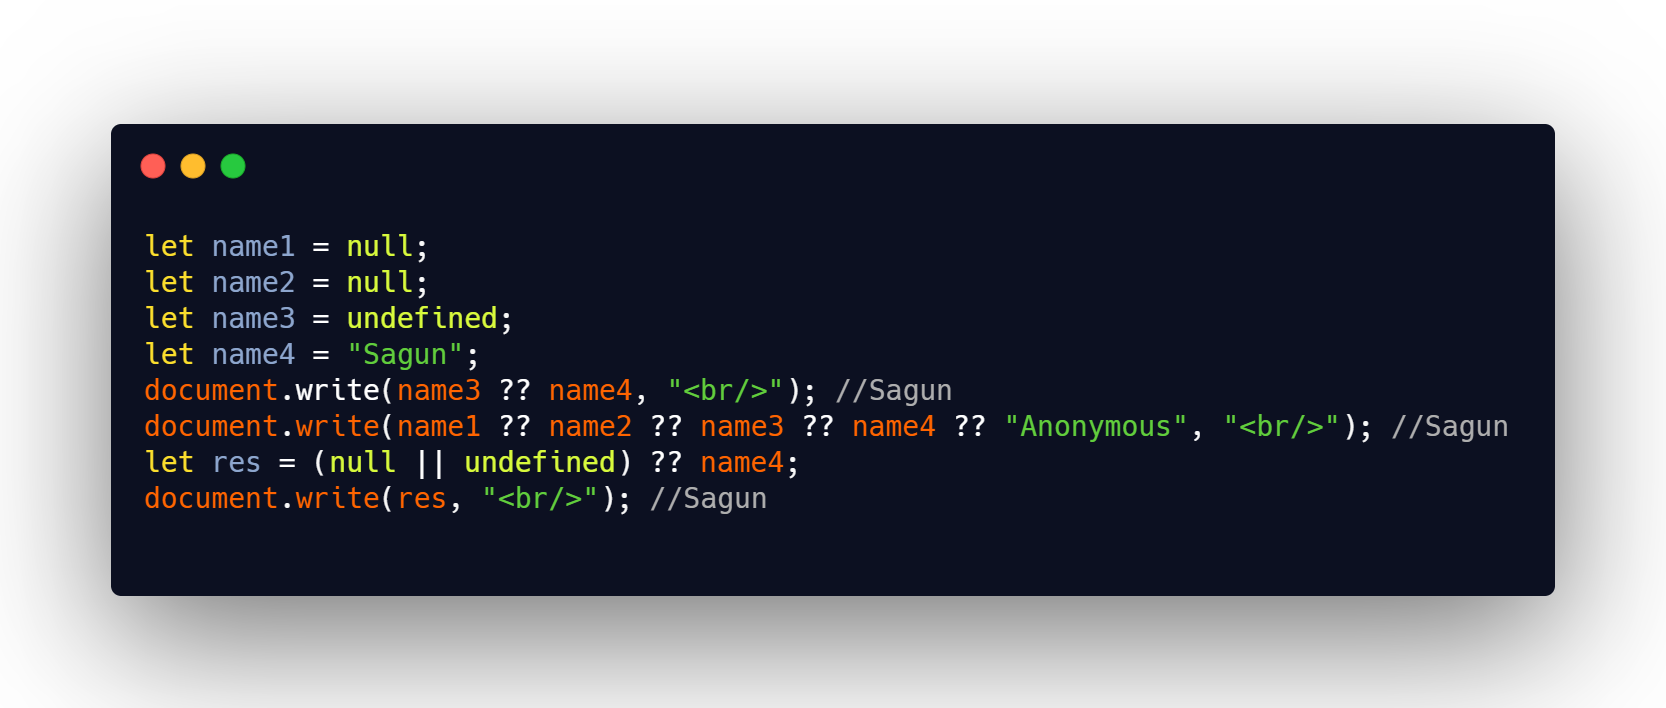 let name1 = null;
let name2 = null;
let name3 = undefined;
let name4 = "Sagun";
document.write(name3 ?? name4, "<br/>"); //Sagun
document.write(name1 ?? name2 ?? name3 ?? name4 ?? "Anonymous", "<br/>"); //Sagun
let res = (null || undefined) ?? name4;
document.write(res, "<br/>"); //Sagun